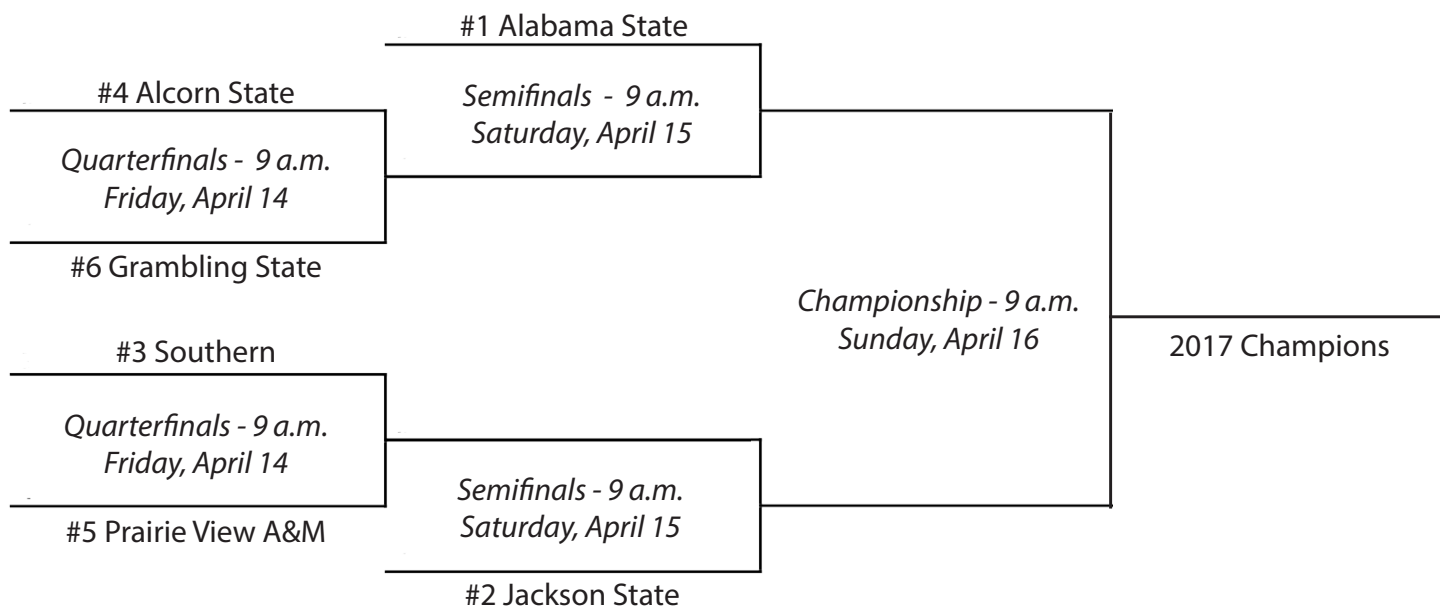 #1 Alabama State
#4 Alcorn State
Semifinals - 9 a.m.
Saturday, April 15
Quarterfinals - 9 a.m.
Friday, April 14
#6 Grambling State
Championship - 9 a.m.
Sunday, April 16
2017 Champions
#3 Southern
Quarterfinals - 9 a.m.
Friday, April 14
#5 Prairie View A&M
Semifinals - 9 a.m.
Saturday, April 15
#2 Jackson State